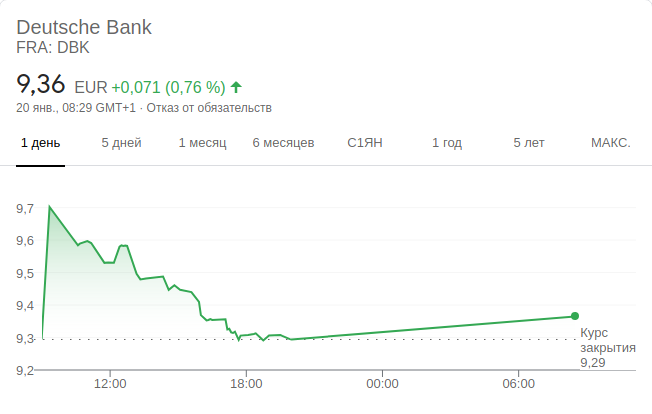 Deutsche Bank
FRA: DBK
9,36 EUR +0,071 (0,76 %)
20 янв., 08:29 GMT+1 · Отказ от обязательств
1 день 5 дней 1 месяц 6 месяцев С1ЯН 1 год 5 лет МАКС.
9,7
9,6
9,5
9,4
9,3
Курс
закрытия
9,29
9,2
12:00 18:00 00:00 06:00